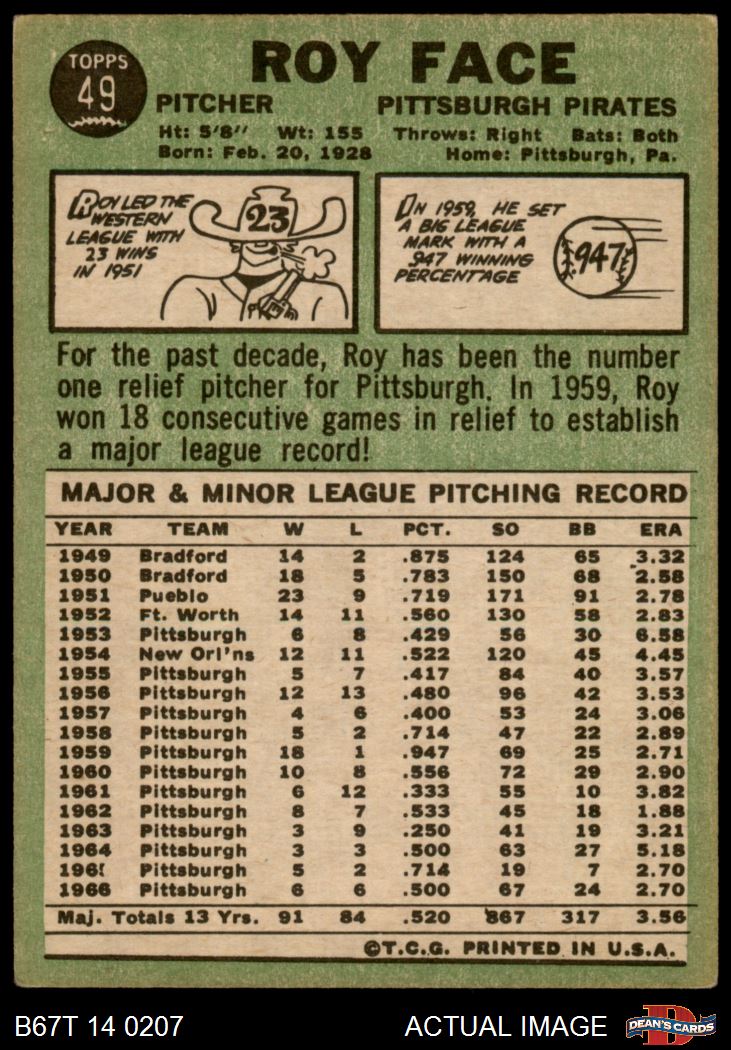 TOPPS
49
ROY FACE
PITCHER PITTSBURGH PIRATES
Ht: 5'8" Wt: 155 Throws: Right Bats: Both
Born: Feb. 20, 1928 Home: Pittsburgh, Pa.
ROY LED THE
WESTERN
LEAGUE WITH
23 WINS
IN 1951
23
IN 1959, HE SET
A BIG LEAGUE
MARK WITH A
.947 WINNING
PERCENTAGE
.947
For the past decade, Roy has been the number
one relief pitcher for Pittsburgh. In 1959, Roy
won 18 consecutive games in relief to establish
a major league record!
MAJOR & MINOR LEAGUE PITCHING RECORD
YEAR TEAM W L PCT. SO BB ERA
1949 Bradford 14 2 .875 124 65 3.32
1950 Bradford 18 5 .783 150 68 2.58
1951 Pueblo 23 9 .719 171 91 2.78
1952 Ft. Worth 14 11 .560 130 58 2.83
1953 Pittsburgh 6 8 .429 56 30 6.58
1954 New Orl'ns 12 11 .522 120 45 4.45
1955 Pittsburgh 5 7 .417 84 40 3.57
1956 Pittsburgh 12 13 .480 96 42 3.53
1957 Pittsburgh 4 6 .400 53 24 3.06
1958 Pittsburgh 5 2 .714 47 22 2.89
1959 Pittsburgh 18 1 .947 69 25 2.71
1960 Pittsburgh 10 8 .556 72 29 2.90
1961 Pittsburgh 6 12 .333 55 10 3.82
1962 Pittsburgh 8 7 .533 45 18 1.88
1963 Pittsburgh 3 9 .250 41 19 3.21
1964 Pittsburgh 3 3 .500 63 27 5.18
1965 Pittsburgh 5 2 .714 19 7 2.70
1966 Pittsburgh 6 6 .500 67 24 2.70
Maj. Totals 13 Yrs. 91 84 .520 867 317 3.56
©T.C.G. PRINTED IN U.S.A.
B67T 14 0207 ACTUAL IMAGE
D
DEAN'S CARDS